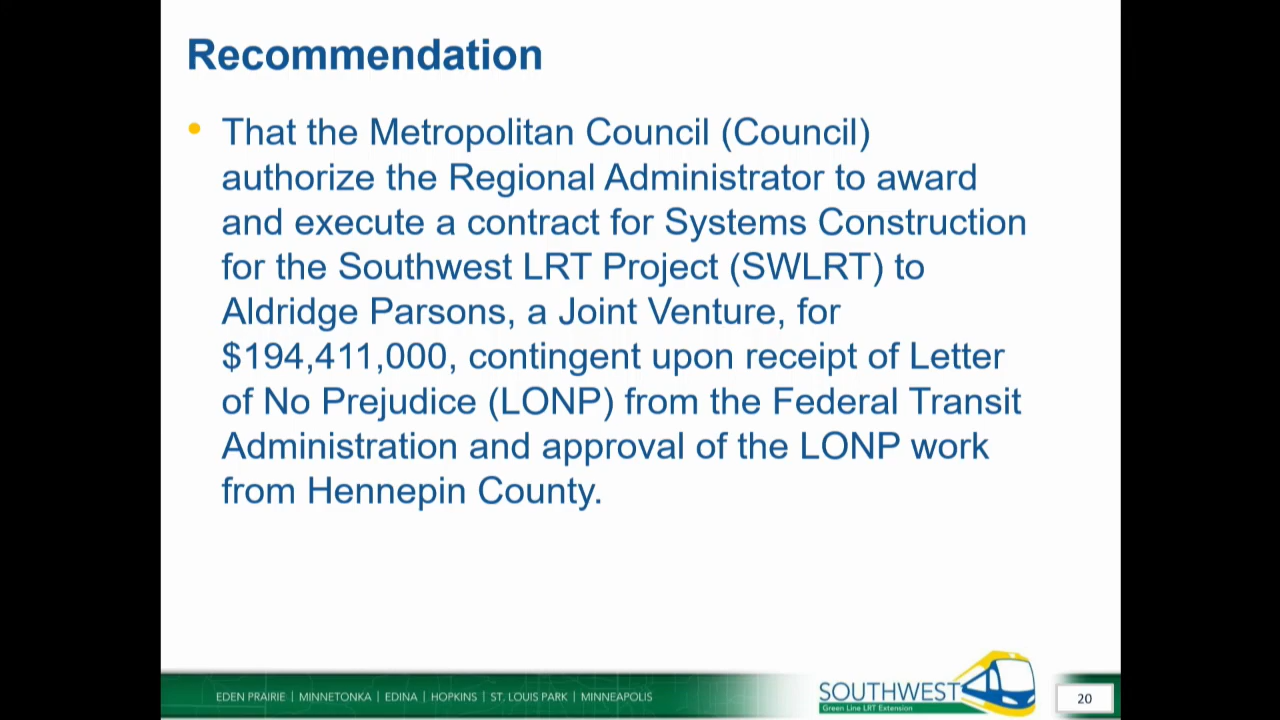 Recommendation
• That the Metropolitan Council (Council)
authorize the Regional Administrator to award
and execute a contract for Systems Construction
for the Southwest LRT Project (SWLRT) to
Aldridge Parsons, a Joint Venture, for
$194,411,000, contingent upon receipt of Letter
of No Prejudice (LONP) from the Federal Transit
Administration and approval of the LONP work
from Hennepin County.
EDEN PRAIRIE | MINNETONKA | EDINA | HOPKINS | ST. LOUIS PARK | MINNEAPOLIS
SOUTHWEST
Green Line LRT Extension
20